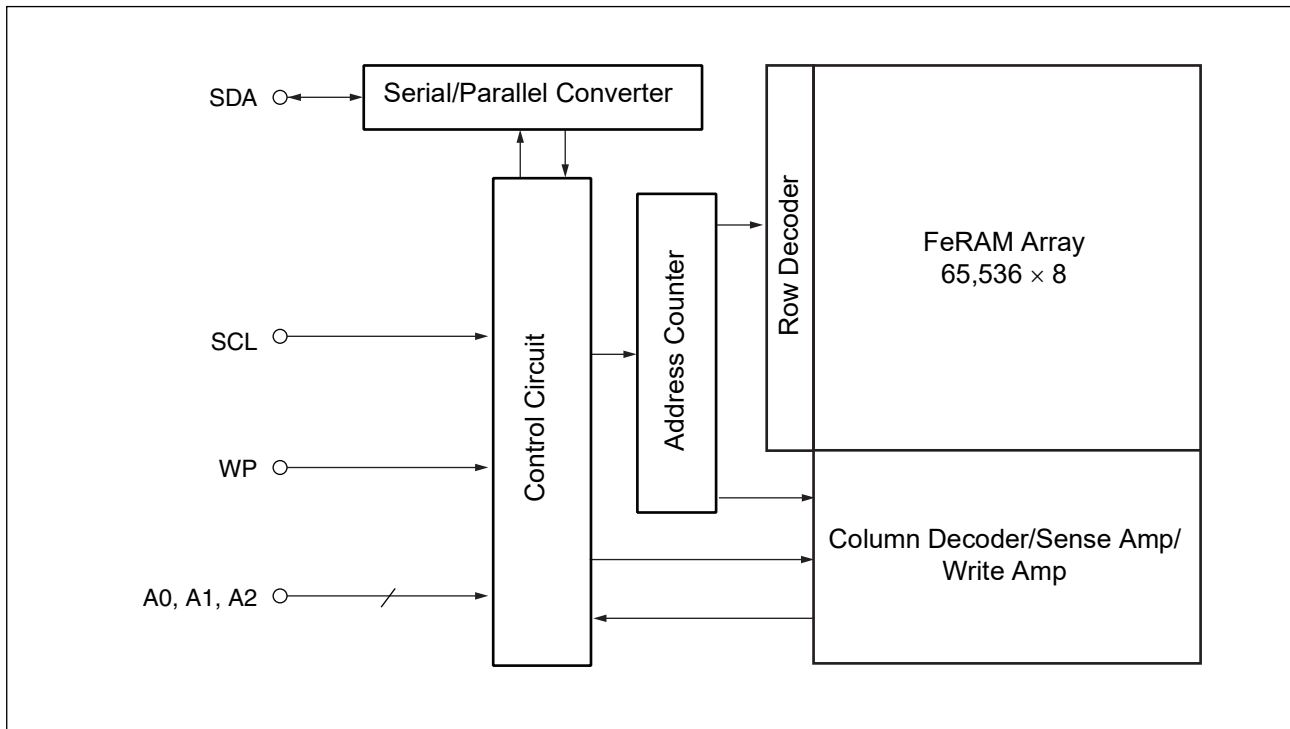 SDA
Serial/Parallel Converter
SCL
WP
A0, A1, A2
Control Circuit
Address Counter
Row Decoder
FeRAM Array
65,536 × 8
Column Decoder/Sense Amp/
Write Amp